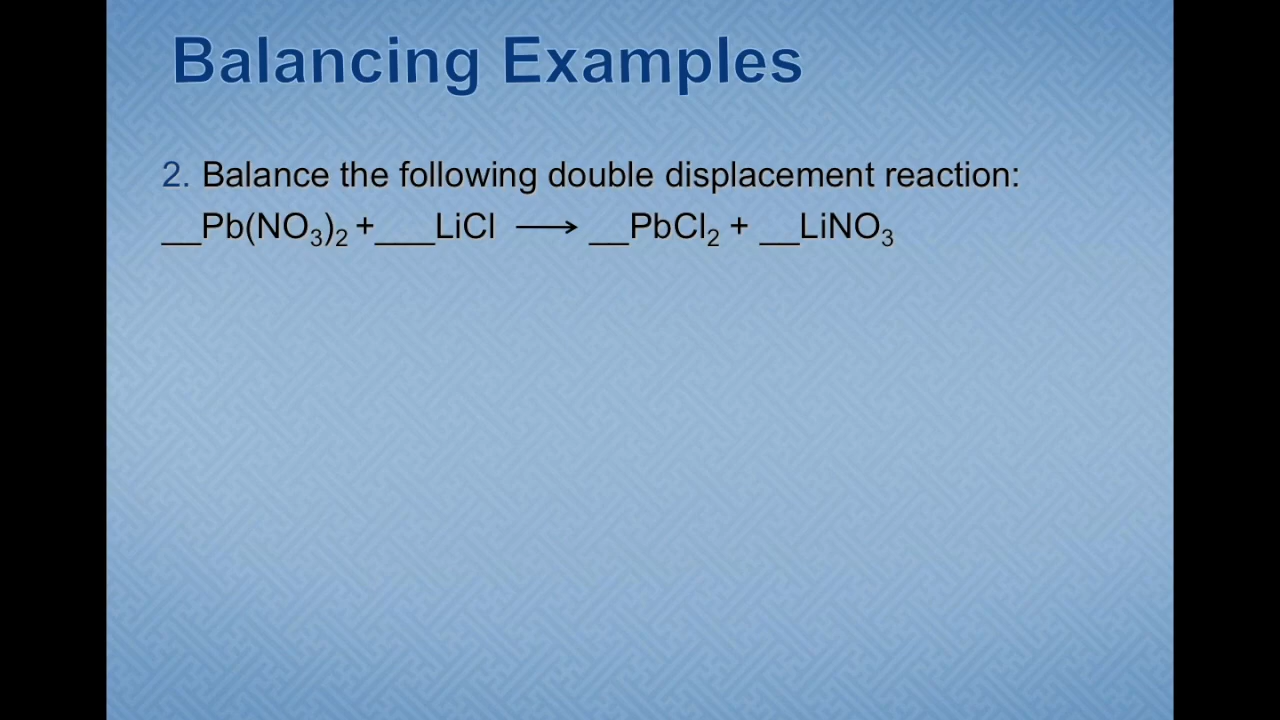 Balancing Examples
2. Balance the following double displacement reaction:
__Pb(NO₃)₂ +___LiCl ⟶ __PbCl₂ + __LiNO₃